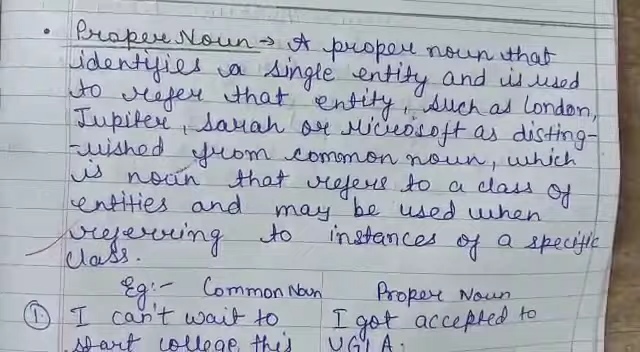 • Proper Noun → A proper noun that
identifies a single entity and is used
to refer that entity, such as London,
Jupiter, Sarah or Microsoft as disting-
-uished from common noun, which
is noun that refers to a class of
entities and may be used when
referring to instances of a specific
class.
Eg:- Common Noun Proper Noun
① I can't wait to I got accepted to
start college this UGLA.